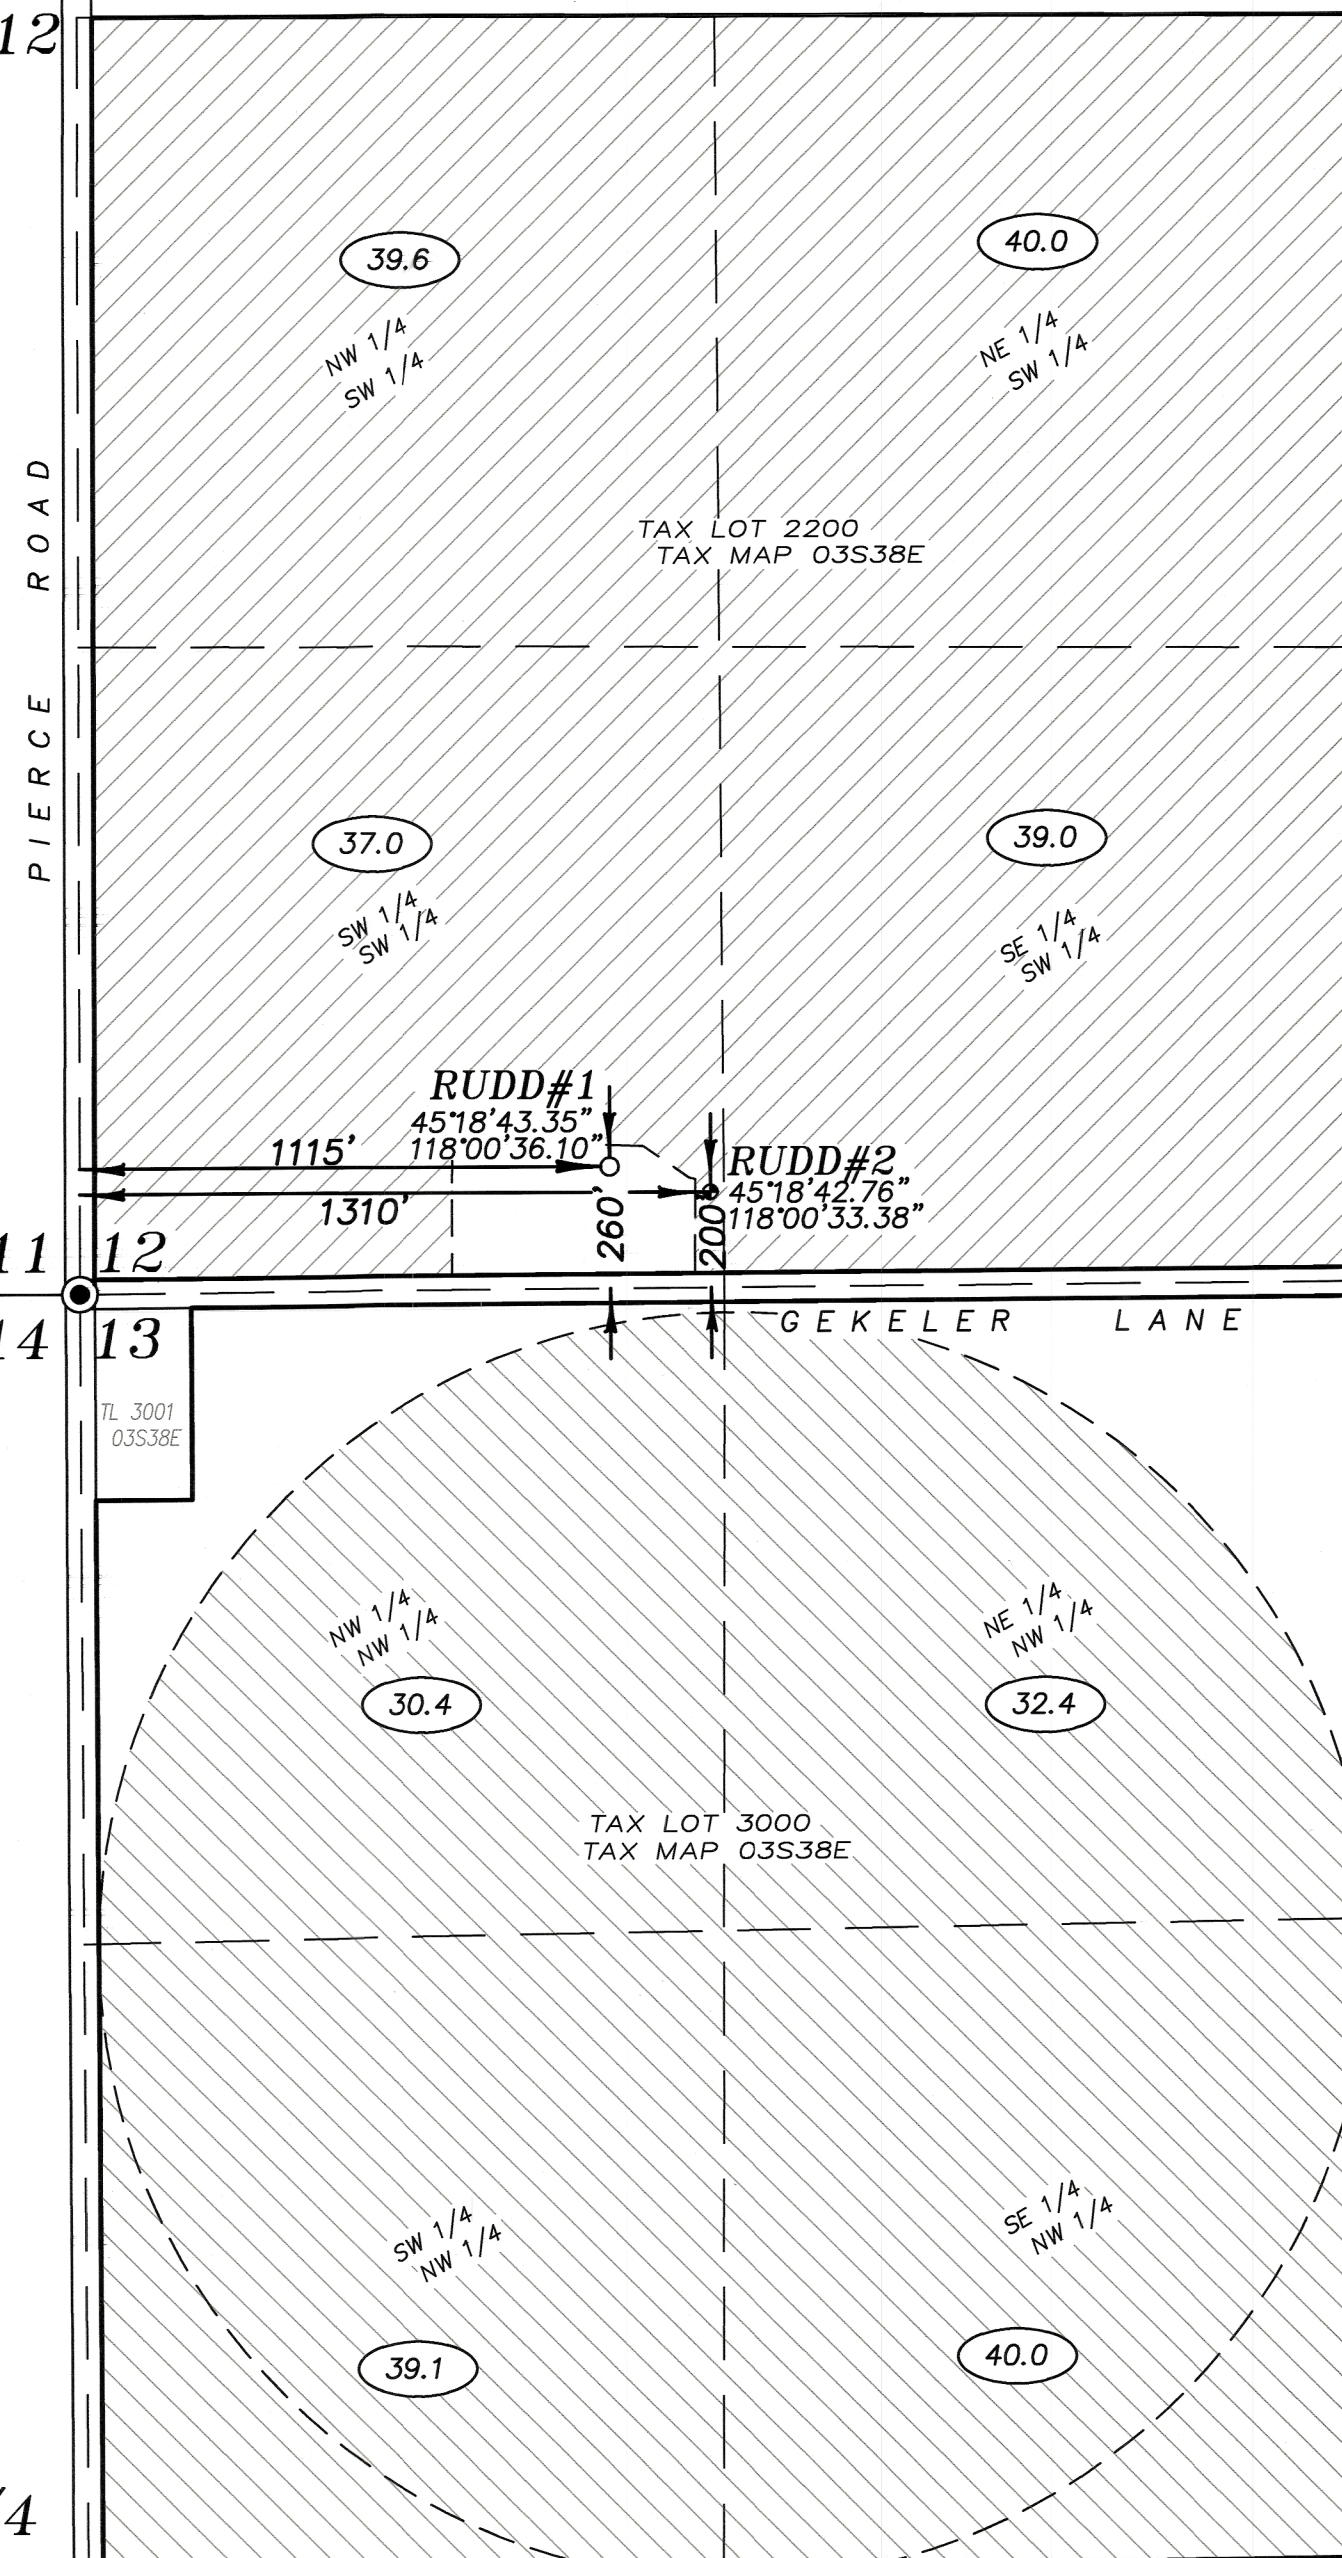 12
39.6
40.0
NW 1/4
SW 1/4
NE 1/4
SW 1/4
PIERCE ROAD
TAX LOT 2200
TAX MAP 03S38E
37.0
39.0
SW 1/4
SW 1/4
SE 1/4
SW 1/4
RUDD#1
45°18'43.35"
118°00'36.10"
1115'
RUDD#2
45°18'42.76"
118°00'33.38"
1310'
260'
200'
11
12
14
13
GEKELER LANE
TL 3001
03S38E
NW 1/4
NW 1/4
NE 1/4
NW 1/4
30.4
32.4
TAX LOT 3000
TAX MAP 03S38E
SW 1/4
NW 1/4
SE 1/4
NW 1/4
39.1
40.0
/4